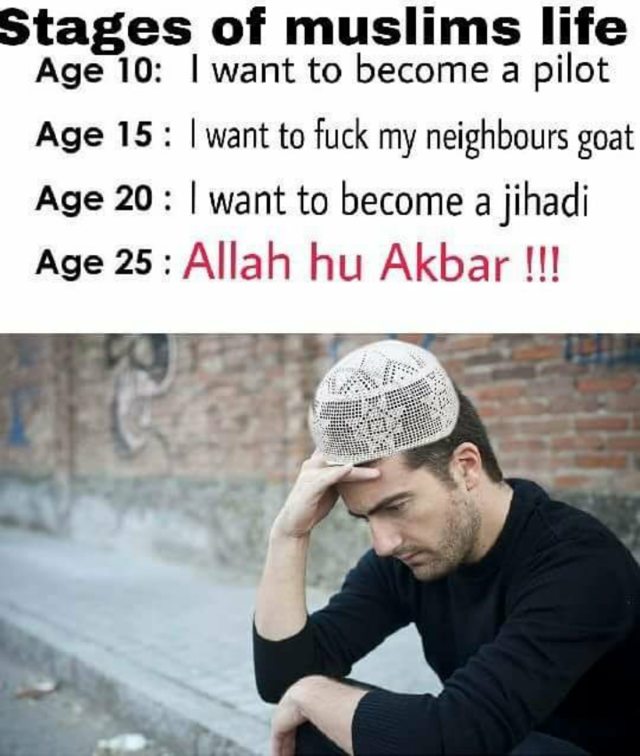 Stages of muslims life
Age 10: I want to become a pilot
Age 15 : I want to fuck my neighbours goat
Age 20 : I want to become a jihadi
Age 25 : Allah hu Akbar !!!